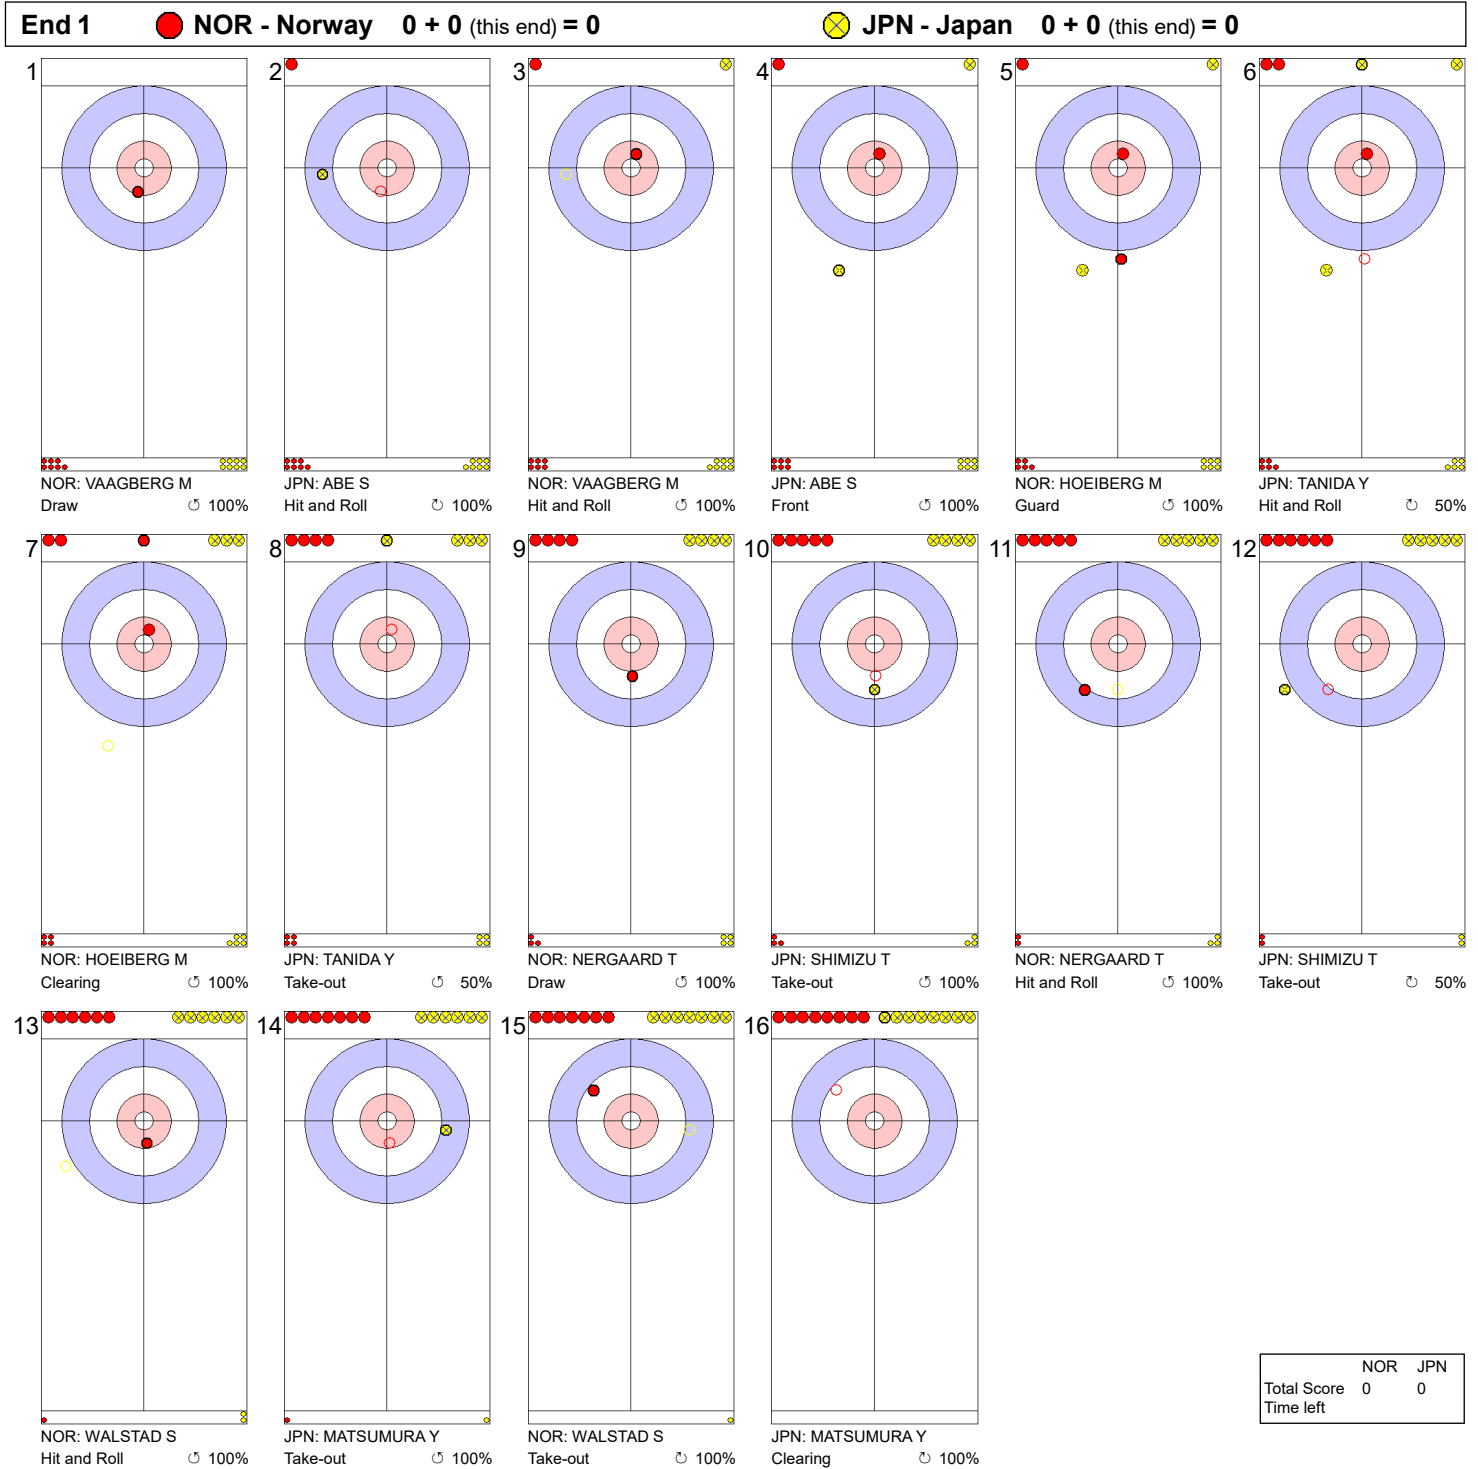 End 1 NOR - Norway 0 + 0 (this end) = 0 JPN - Japan 0 + 0 (this end) = 0
1 2 3 4 5 6
NOR: VAAGBERG M JPN: ABE S NOR: VAAGBERG M JPN: ABE S NOR: HOEIBERG M JPN: TANIDA Y
Draw ↺ 100% Hit and Roll ↻ 100% Hit and Roll ↺ 100% Front ↺ 100% Guard ↺ 100% Hit and Roll ↻ 50%
7 8 9 10 11 12
NOR: HOEIBERG M JPN: TANIDA Y NOR: NERGAARD T JPN: SHIMIZU T NOR: NERGAARD T JPN: SHIMIZU T
Clearing ↺ 100% Take-out ↺ 50% Draw ↺ 100% Take-out ↺ 100% Hit and Roll ↺ 100% Take-out ↻ 50%
13 14 15 16
NOR: WALSTAD S JPN: MATSUMURA Y NOR: WALSTAD S JPN: MATSUMURA Y
Hit and Roll ↺ 100% Take-out ↺ 100% Take-out ↻ 100% Clearing ↻ 100%
NOR JPN
Total Score 0 0
Time left